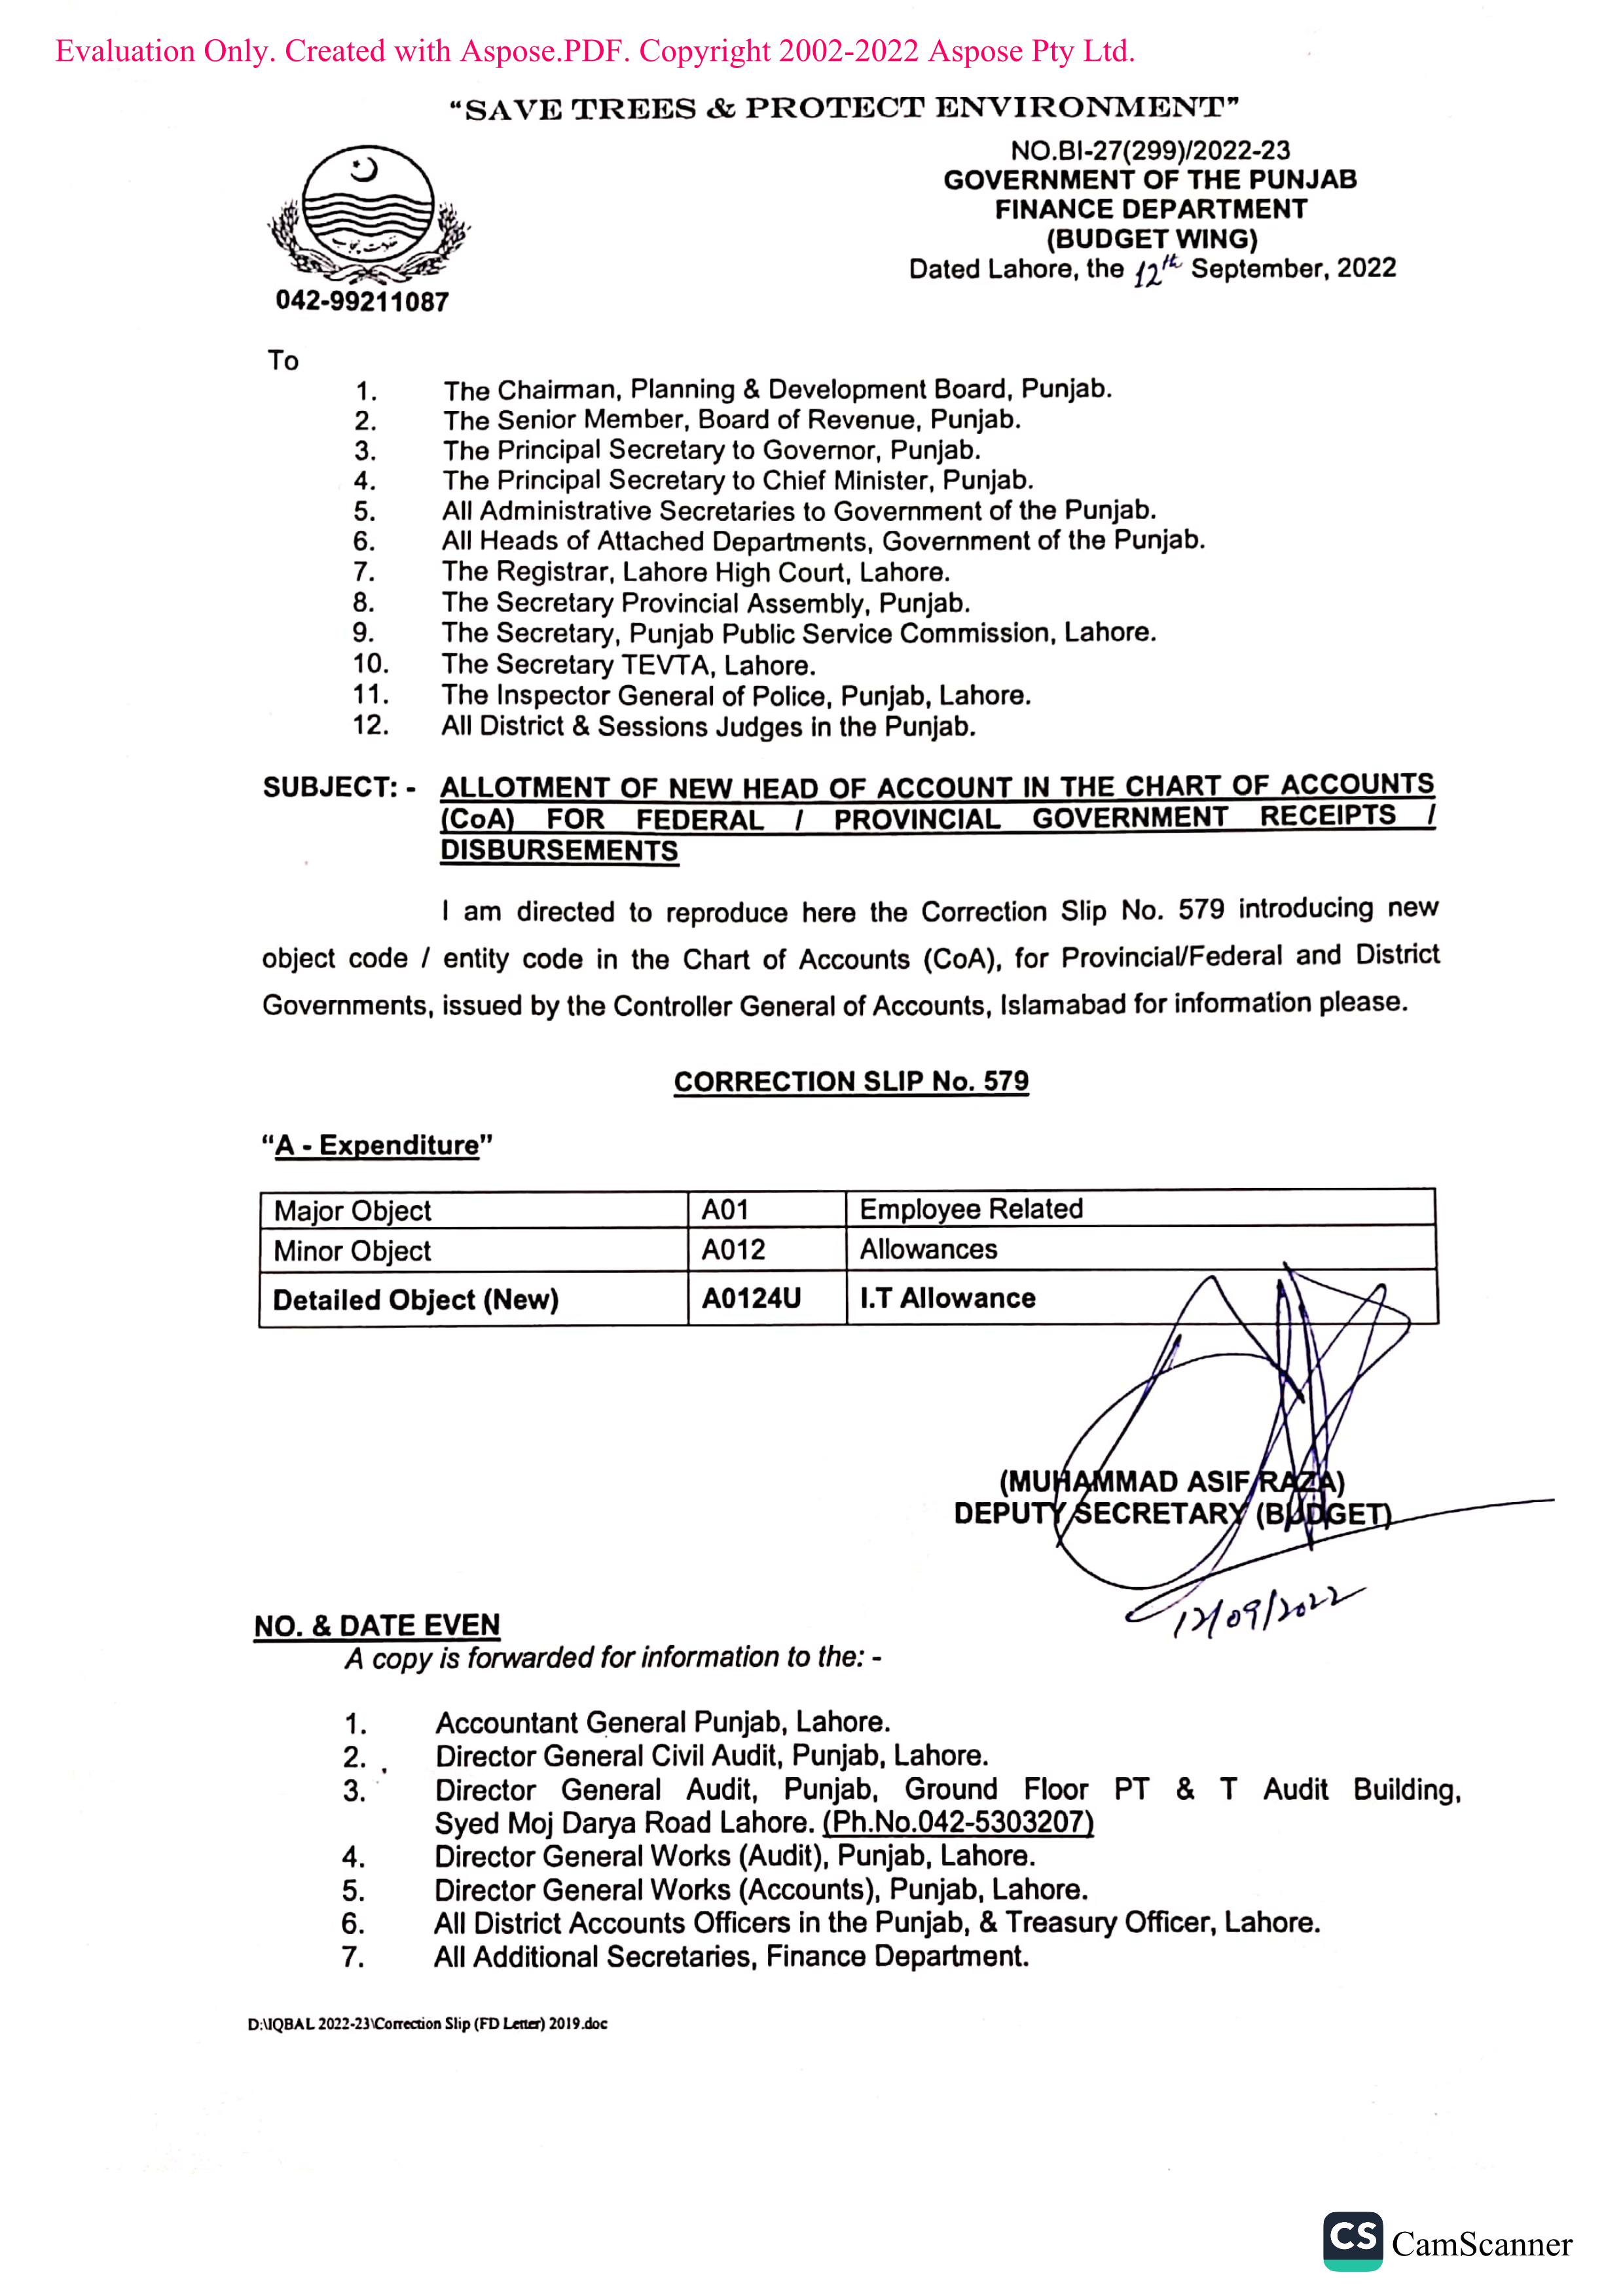 Evaluation Only. Created with Aspose.PDF. Copyright 2002-2022 Aspose Pty Ltd.
“SAVE TREES & PROTECT ENVIRONMENT”
NO.BI-27(299)/2022-23
GOVERNMENT OF THE PUNJAB
FINANCE DEPARTMENT
(BUDGET WING)
Dated Lahore, the 12th September, 2022
042-99211087
To
1. The Chairman, Planning & Development Board, Punjab.
2. The Senior Member, Board of Revenue, Punjab.
3. The Principal Secretary to Governor, Punjab.
4. The Principal Secretary to Chief Minister, Punjab.
5. All Administrative Secretaries to Government of the Punjab.
6. All Heads of Attached Departments, Government of the Punjab.
7. The Registrar, Lahore High Court, Lahore.
8. The Secretary Provincial Assembly, Punjab.
9. The Secretary, Punjab Public Service Commission, Lahore.
10. The Secretary TEVTA, Lahore.
11. The Inspector General of Police, Punjab, Lahore.
12. All District & Sessions Judges in the Punjab.
SUBJECT: - ALLOTMENT OF NEW HEAD OF ACCOUNT IN THE CHART OF ACCOUNTS
(CoA) FOR FEDERAL / PROVINCIAL GOVERNMENT RECEIPTS /
DISBURSEMENTS
I am directed to reproduce here the Correction Slip No. 579 introducing new
object code / entity code in the Chart of Accounts (CoA), for Provincial/Federal and District
Governments, issued by the Controller General of Accounts, Islamabad for information please.
CORRECTION SLIP No. 579
“A - Expenditure”
Major Object A01 Employee Related
Minor Object A012 Allowances
Detailed Object (New) A0124U I.T Allowance
(MUHAMMAD ASIF RAZA)
DEPUTY SECRETARY (BUDGET)
12/09/2022
NO. & DATE EVEN
A copy is forwarded for information to the: -
1. Accountant General Punjab, Lahore.
2. Director General Civil Audit, Punjab, Lahore.
3. Director General Audit, Punjab, Ground Floor PT & T Audit Building,
Syed Moj Darya Road Lahore. (Ph.No.042-5303207)
4. Director General Works (Audit), Punjab, Lahore.
5. Director General Works (Accounts), Punjab, Lahore.
6. All District Accounts Officers in the Punjab, & Treasury Officer, Lahore.
7. All Additional Secretaries, Finance Department.
D:\IQBAL 2022-23\Correction Slip (FD Letter) 2019.doc
CS CamScanner